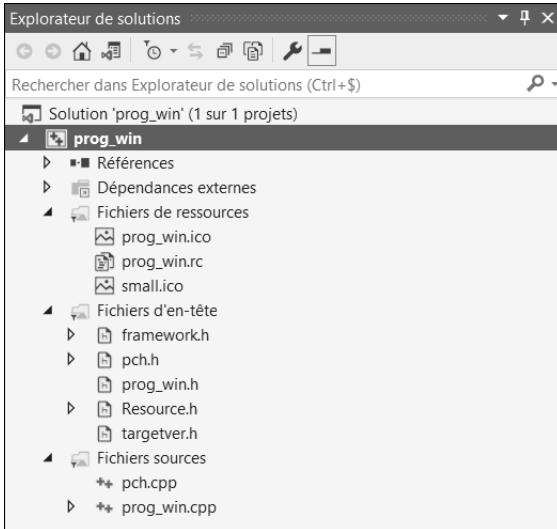 Explorateur de solutions
Rechercher dans Explorateur de solutions (Ctrl+$)
Solution 'prog_win' (1 sur 1 projets)
prog_win
Références
Dépendances externes
Fichiers de ressources
prog_win.ico
prog_win.rc
small.ico
Fichiers d'en-tête
framework.h
pch.h
prog_win.h
Resource.h
targetver.h
Fichiers sources
pch.cpp
prog_win.cpp